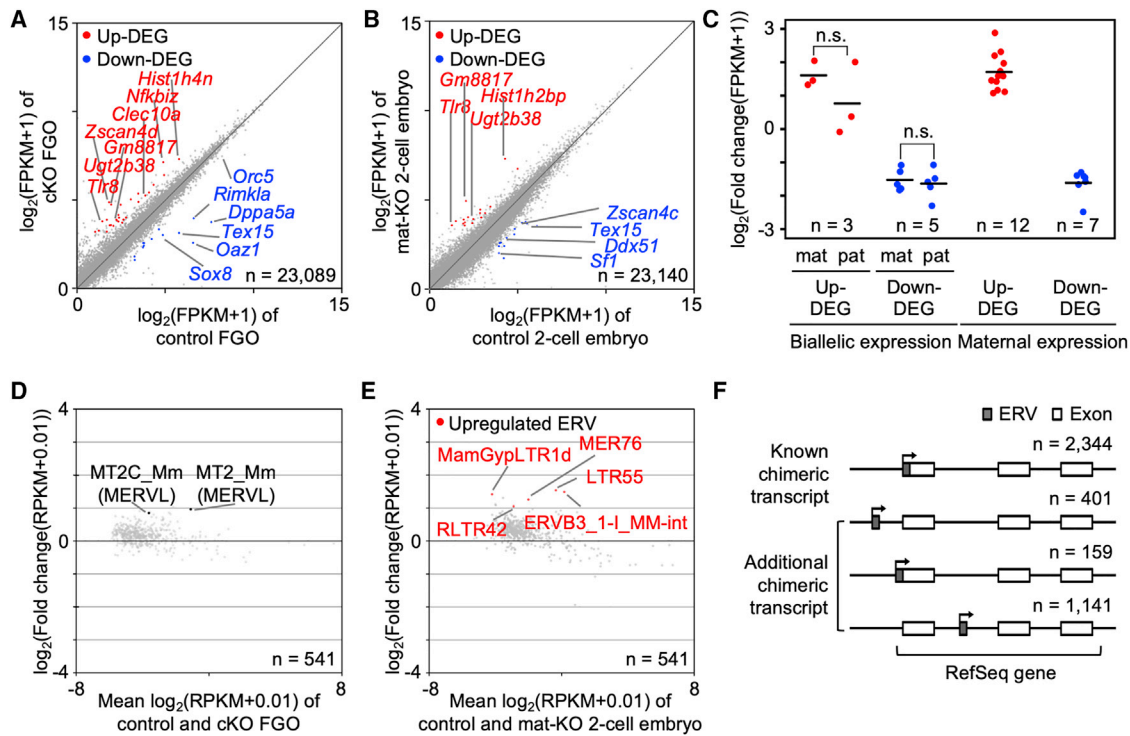 A
15
Up-DEG
Down-DEG
Hist1h4n
Nfkbiz
Clec10a
Zscan4d
Gm8817
Ugt2b38
Tlr8
Orc5
Rimkla
Dppa5a
Tex15
Oaz1
Sox8
n = 23,089
log2(FPKM+1) of
cKO FGO
0
0
15
log2(FPKM+1) of
control FGO
B
15
Up-DEG
Down-DEG
Gm8817
Hist1h2bp
Tlr8
Ugt2b38
Zscan4c
Tex15
Ddx51
Sf1
n = 23,140
log2(FPKM+1) of
mat-KO 2-cell embryo
0
0
15
log2(FPKM+1) of
control 2-cell embryo
C
3
0
-3
log2(Fold change(FPKM+1))
n.s.
n.s.
n = 3
n = 5
n = 12
n = 7
mat pat
mat pat
Up-
DEG
Down-
DEG
Up-
DEG
Down-
DEG
Biallelic expression
Maternal expression
D
4
0
-4
log2(Fold change(RPKM+0.01))
MT2C_Mm
(MERVL)
MT2_Mm
(MERVL)
n = 541
-8
8
Mean log2(RPKM+0.01) of
control and cKO FGO
E
4
0
-4
log2(Fold change(RPKM+0.01))
Upregulated ERV
MamGypLTR1d
MER76
LTR55
RLTR42
ERVB3_1-I_MM-int
n = 541
-8
8
Mean log2(RPKM+0.01) of
control and mat-KO 2-cell embryo
F
ERV
Exon
Known
chimeric
transcript
n = 2,344
n = 401
n = 159
n = 1,141
Additional
chimeric
transcript
RefSeq gene